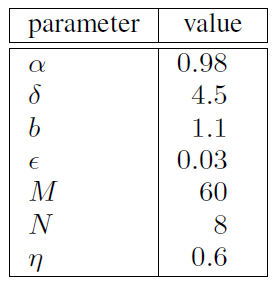 parameter value
α 0.98
δ 4.5
b 1.1
ϵ 0.03
M 60
N 8
η 0.6